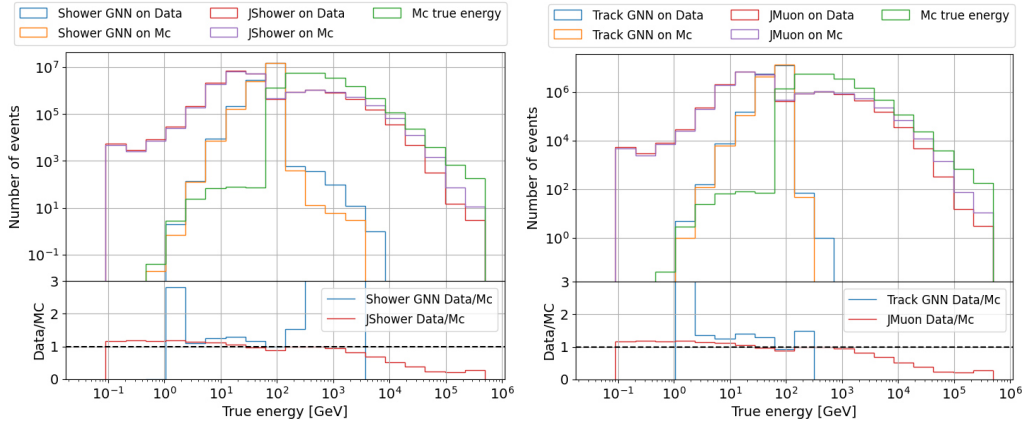 Shower GNN on Data JShower on Data Mc true energy
Shower GNN on Mc JShower on Mc
10^7
10^5
10^3
10^1
10^-1
Number of events
3
2
1
0
Data/MC
Shower GNN Data/Mc
JShower Data/Mc
10^-1 10^0 10^1 10^2 10^3 10^4 10^5 10^6
True energy [GeV]
Track GNN on Data JMuon on Data Mc true energy
Track GNN on Mc JMuon on Mc
10^6
10^4
10^2
10^0
Number of events
3
2
1
0
Data/MC
Track GNN Data/Mc
JMuon Data/Mc
10^-1 10^0 10^1 10^2 10^3 10^4 10^5 10^6
True energy [GeV]